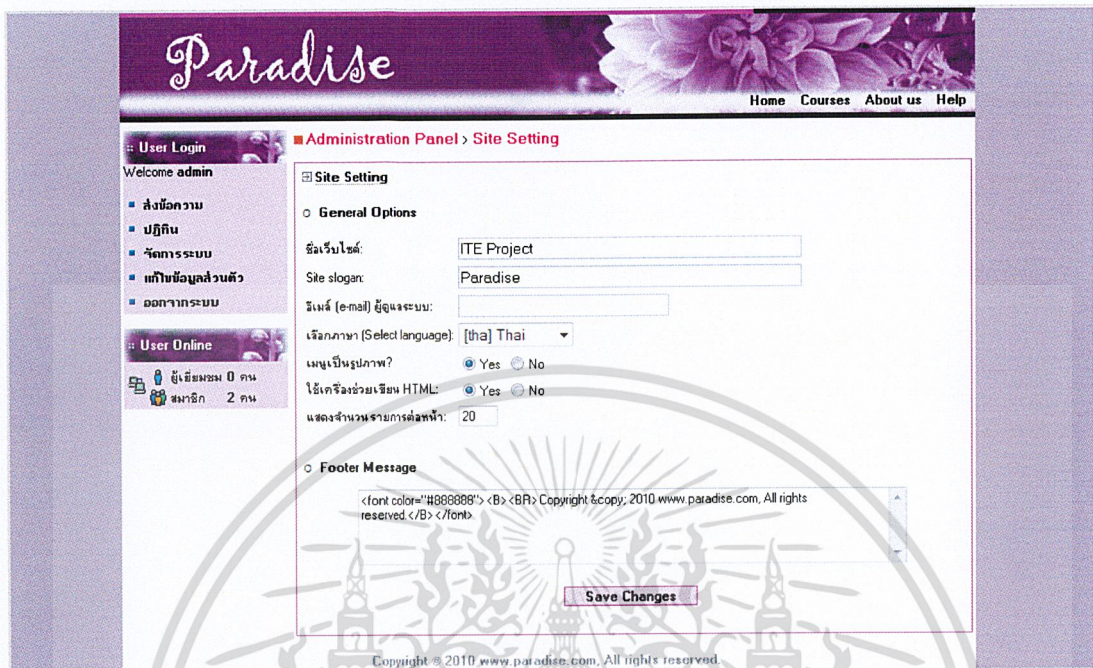 Paradise
Home Courses About us Help
:: User Login
Welcome admin
ส่งข้อความ
ปฏิทิน
จัดการระบบ
แก้ไขข้อมูลส่วนตัว
ออกจากระบบ
:: User Online
ผู้เยี่ยมชม 0 คน
สมาชิก 2 คน
Administration Panel > Site Setting
Site Setting
General Options
ชื่อเว็บไซต์: ITE Project
Site slogan: Paradise
อีเมล์ (e-mail) ผู้ดูแลระบบ:
เลือกภาษา (Select language): [tha] Thai
เมนูเป็นรูปภาพ? Yes No
ใช้เครื่องช่วยเขียน HTML: Yes No
แสดงจำนวนรายการต่อหน้า: 20
Footer Message
<font color="#888888"> <B> <BR> Copyright &copy; 2010 www.paradise.com, All rights
reserved.</B> </font>
Save Changes
Copyright © 2010 www.paradise.com, All rights reserved.